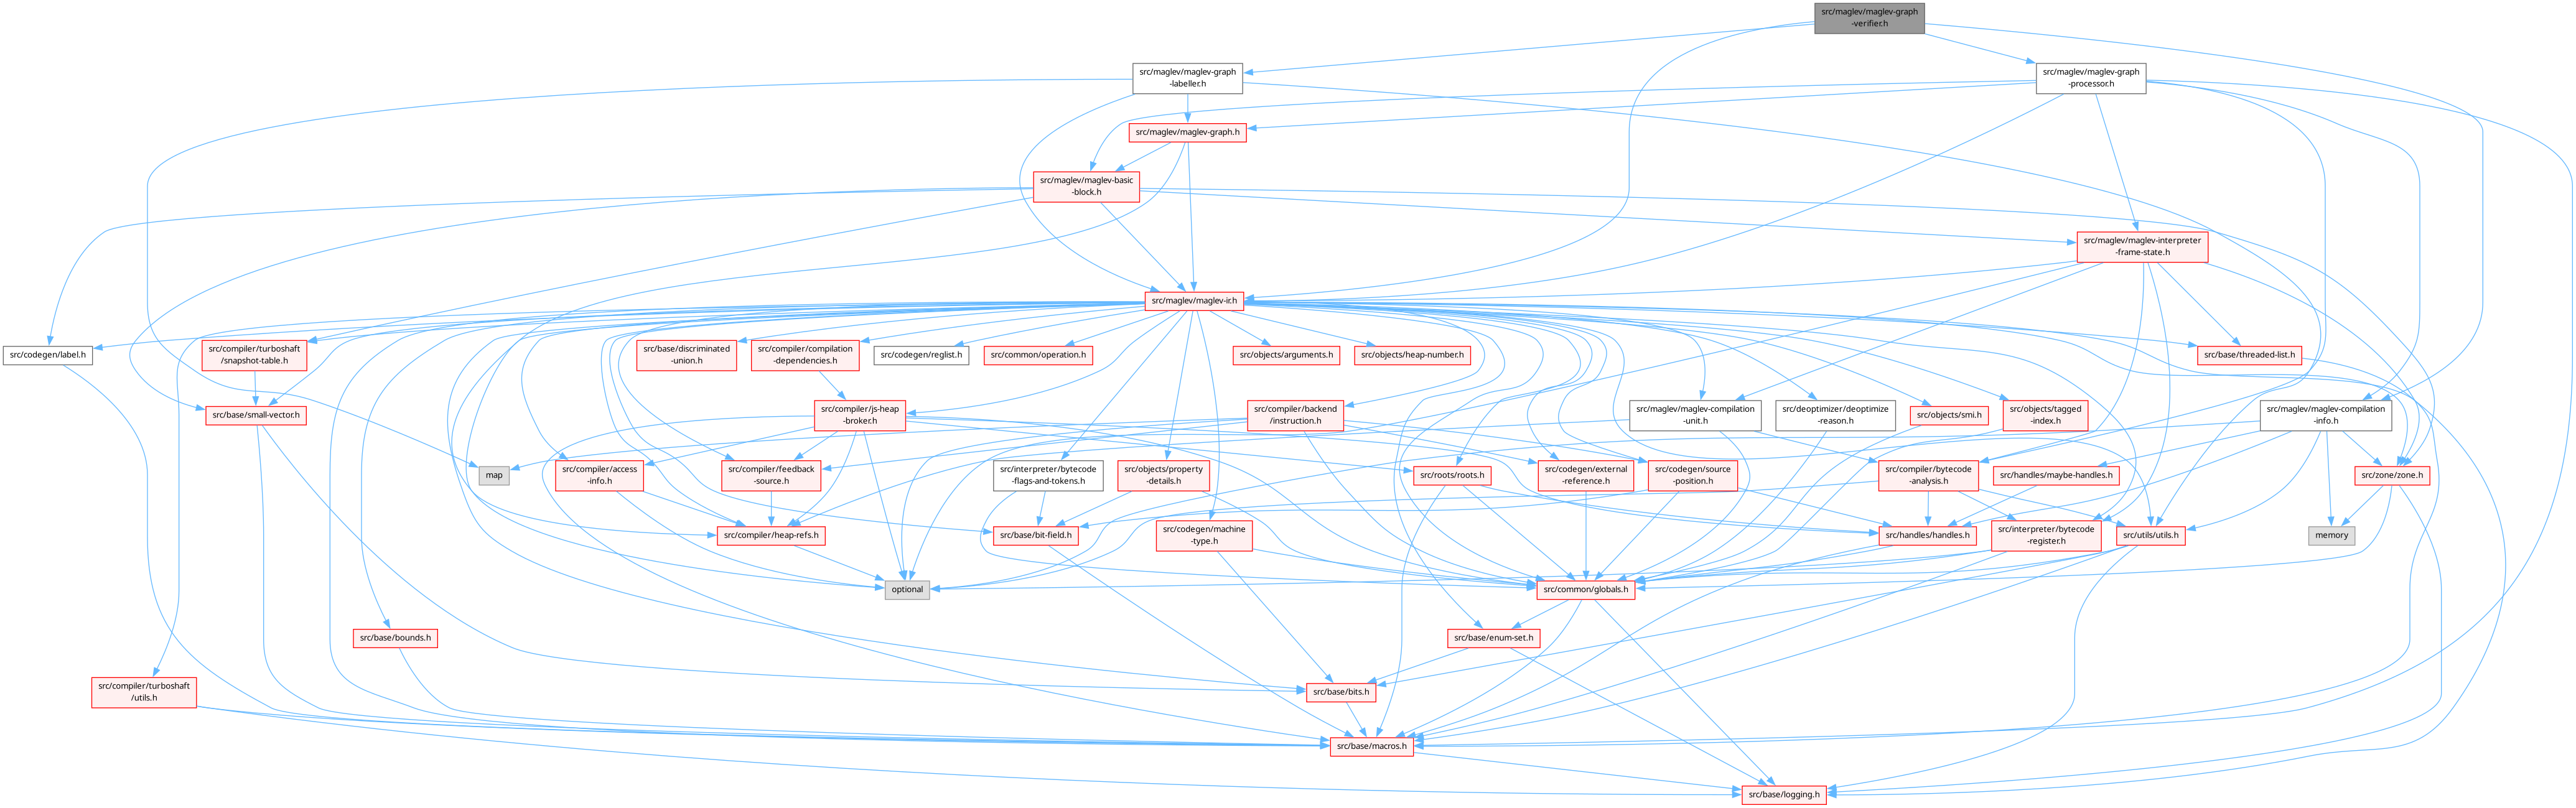 src/maglev/maglev-graph
-verifier.h
src/maglev/maglev-graph
-labeller.h
src/maglev/maglev-graph
-processor.h
src/maglev/maglev-graph.h
src/maglev/maglev-basic
-block.h
src/maglev/maglev-interpreter
-frame-state.h
src/maglev/maglev-ir.h
src/codegen/label.h
src/compiler/turboshaft
/snapshot-table.h
src/base/discriminated
-union.h
src/compiler/compilation
-dependencies.h
src/codegen/reglist.h
src/common/operation.h
src/objects/arguments.h
src/objects/heap-number.h
src/base/threaded-list.h
src/base/small-vector.h
src/compiler/js-heap
-broker.h
src/compiler/backend
/instruction.h
src/maglev/maglev-compilation
-unit.h
src/deoptimizer/deoptimize
-reason.h
src/objects/smi.h
src/objects/tagged
-index.h
src/maglev/maglev-compilation
-info.h
map
src/compiler/access
-info.h
src/compiler/feedback
-source.h
src/interpreter/bytecode
-flags-and-tokens.h
src/objects/property
-details.h
src/roots/roots.h
src/codegen/external
-reference.h
src/codegen/source
-position.h
src/compiler/bytecode
-analysis.h
src/handles/maybe-handles.h
src/zone/zone.h
src/compiler/heap-refs.h
src/base/bit-field.h
src/codegen/machine
-type.h
src/handles/handles.h
src/interpreter/bytecode
-register.h
src/utils/utils.h
memory
optional
src/common/globals.h
src/base/bounds.h
src/base/enum-set.h
src/compiler/turboshaft
/utils.h
src/base/bits.h
src/base/macros.h
src/base/logging.h